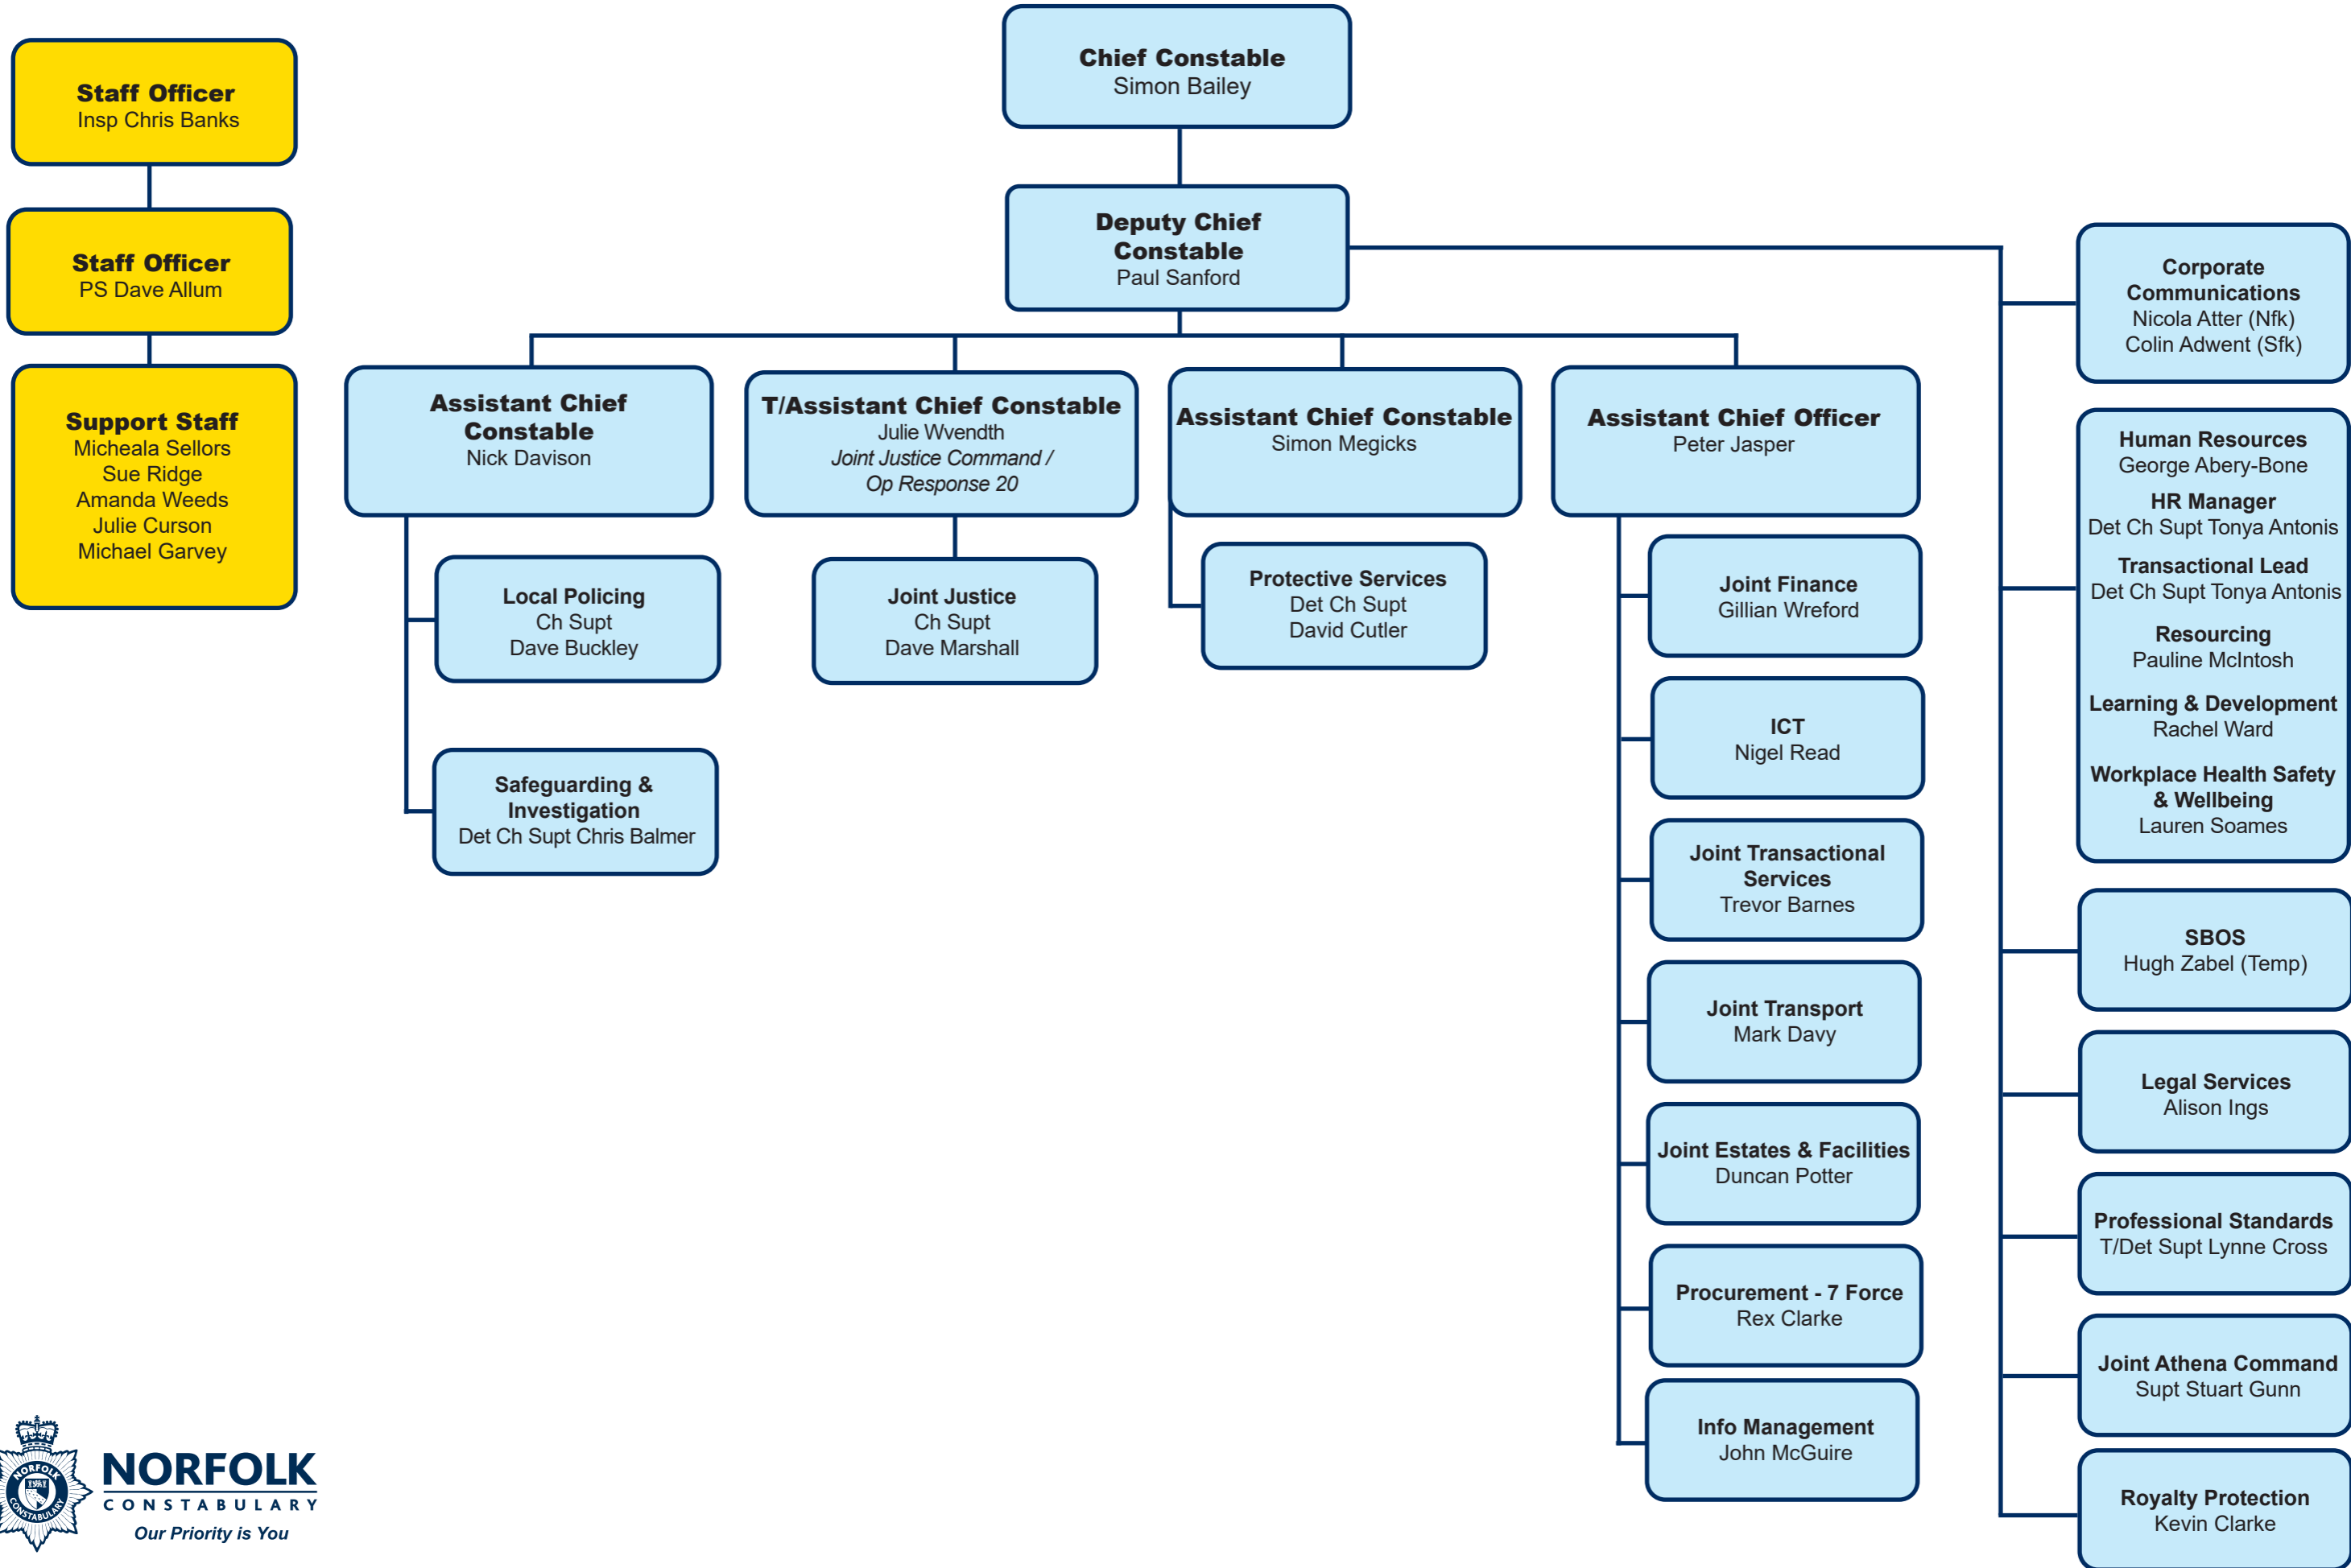 Staff Officer
Insp Chris Banks
Staff Officer
PS Dave Allum
Support Staff
Micheala Sellors
Sue Ridge
Amanda Weeds
Julie Curson
Michael Garvey
Chief Constable
Simon Bailey
Deputy Chief
Constable
Paul Sanford
Assistant Chief
Constable
Nick Davison
Local Policing
Ch Supt
Dave Buckley
Safeguarding &
Investigation
Det Ch Supt Chris Balmer
T/Assistant Chief Constable
Julie Wvendth
Joint Justice Command /
Op Response 20
Joint Justice
Ch Supt
Dave Marshall
Assistant Chief Constable
Simon Megicks
Protective Services
Det Ch Supt
David Cutler
Assistant Chief Officer
Peter Jasper
Joint Finance
Gillian Wreford
ICT
Nigel Read
Joint Transactional
Services
Trevor Barnes
Joint Transport
Mark Davy
Joint Estates & Facilities
Duncan Potter
Procurement - 7 Force
Rex Clarke
Info Management
John McGuire
Corporate
Communications
Nicola Atter (Nfk)
Colin Adwent (Sfk)
Human Resources
George Abery-Bone
HR Manager
Det Ch Supt Tonya Antonis
Transactional Lead
Det Ch Supt Tonya Antonis
Resourcing
Pauline McIntosh
Learning & Development
Rachel Ward
Workplace Health Safety
& Wellbeing
Lauren Soames
SBOS
Hugh Zabel (Temp)
Legal Services
Alison Ings
Professional Standards
T/Det Supt Lynne Cross
Joint Athena Command
Supt Stuart Gunn
Royalty Protection
Kevin Clarke
NORFOLK
CONSTABULARY
NORFOLK
CONSTABULARY
Our Priority is You